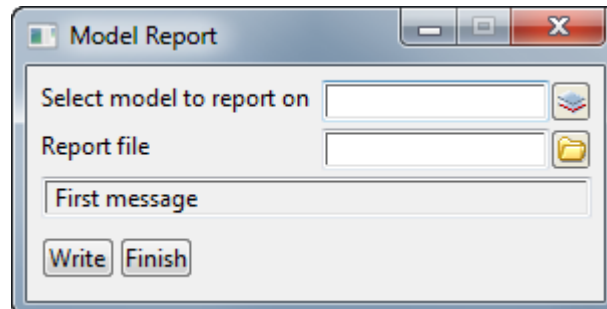 Model Report
Select model to report on
Report file
First message
Write Finish